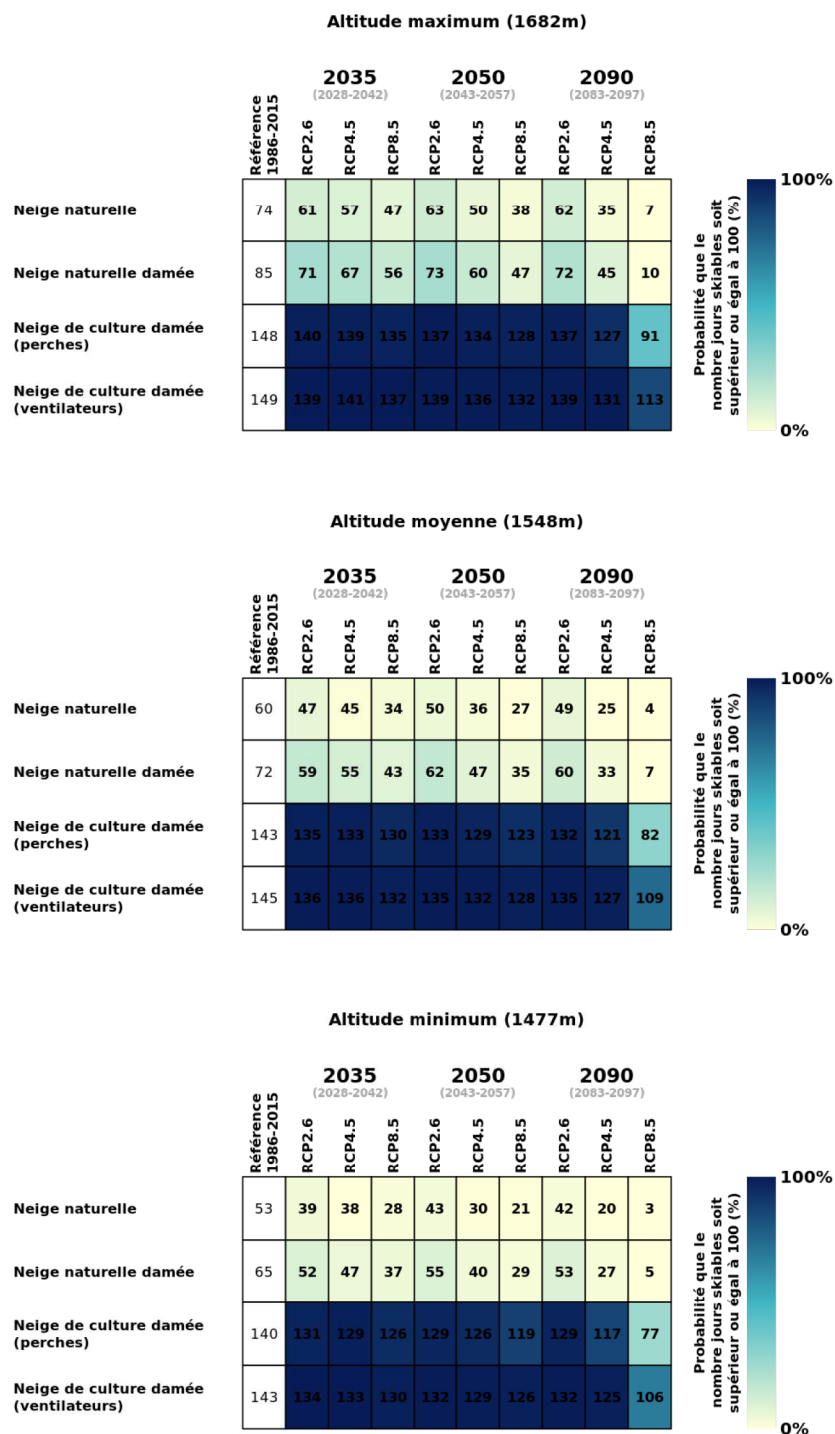 Altitude maximum (1682m)
2035 2050 2090
(2028-2042) (2043-2057) (2083-2097)
Référence
1986-2015
RCP2.6 RCP4.5 RCP8.5 RCP2.6 RCP4.5 RCP8.5 RCP2.6 RCP4.5 RCP8.5
Neige naturelle 74 61 57 47 63 50 38 62 35 7
Neige naturelle damée 85 71 67 56 73 60 47 72 45 10
Neige de culture damée
(perches) 148 140 139 135 137 134 128 137 127 91
Neige de culture damée
(ventilateurs) 149 139 141 137 139 136 132 139 131 113
Probabilité que le
nombre jours skiables soit
supérieur ou égal à 100 (%)
100%
0%
Altitude moyenne (1548m)
2035 2050 2090
(2028-2042) (2043-2057) (2083-2097)
Référence
1986-2015
RCP2.6 RCP4.5 RCP8.5 RCP2.6 RCP4.5 RCP8.5 RCP2.6 RCP4.5 RCP8.5
Neige naturelle 60 47 45 34 50 36 27 49 25 4
Neige naturelle damée 72 59 55 43 62 47 35 60 33 7
Neige de culture damée
(perches) 143 135 133 130 133 129 123 132 121 82
Neige de culture damée
(ventilateurs) 145 136 136 132 135 132 128 135 127 109
Probabilité que le
nombre jours skiables soit
supérieur ou égal à 100 (%)
100%
0%
Altitude minimum (1477m)
2035 2050 2090
(2028-2042) (2043-2057) (2083-2097)
Référence
1986-2015
RCP2.6 RCP4.5 RCP8.5 RCP2.6 RCP4.5 RCP8.5 RCP2.6 RCP4.5 RCP8.5
Neige naturelle 53 39 38 28 43 30 21 42 20 3
Neige naturelle damée 65 52 47 37 55 40 29 53 27 5
Neige de culture damée
(perches) 140 131 129 126 129 126 119 129 117 77
Neige de culture damée
(ventilateurs) 143 134 133 130 132 129 126 132 125 106
Probabilité que le
nombre jours skiables soit
supérieur ou égal à 100 (%)
100%
0%